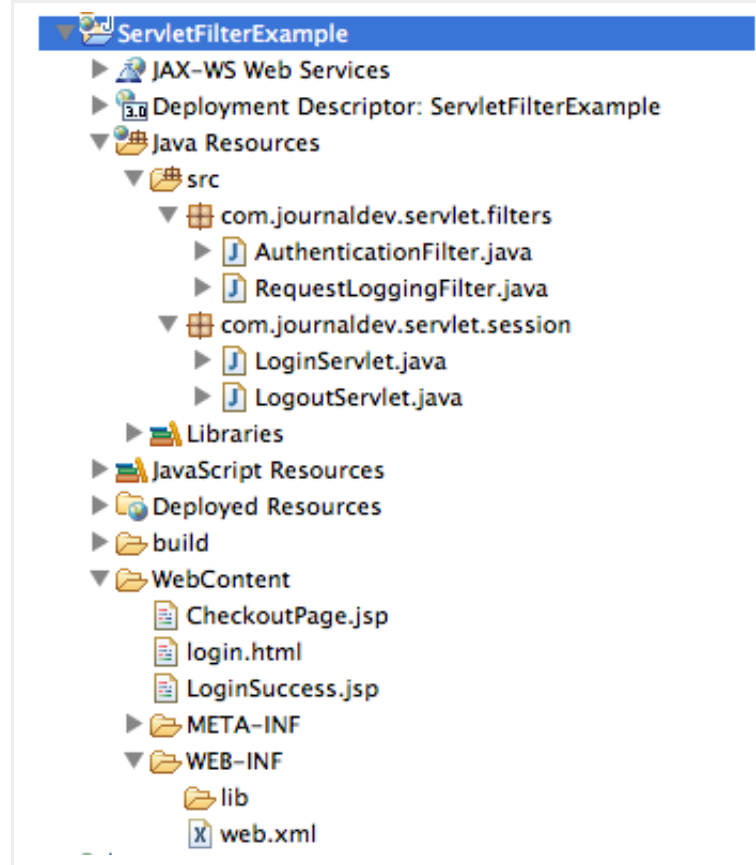 ServletFilterExample
JAX-WS Web Services
3.0 Deployment Descriptor: ServletFilterExample
Java Resources
src
com.journaldev.servlet.filters
J AuthenticationFilter.java
J RequestLoggingFilter.java
com.journaldev.servlet.session
J LoginServlet.java
J LogoutServlet.java
Libraries
JavaScript Resources
Deployed Resources
build
WebContent
CheckoutPage.jsp
login.html
LoginSuccess.jsp
META-INF
WEB-INF
lib
X web.xml